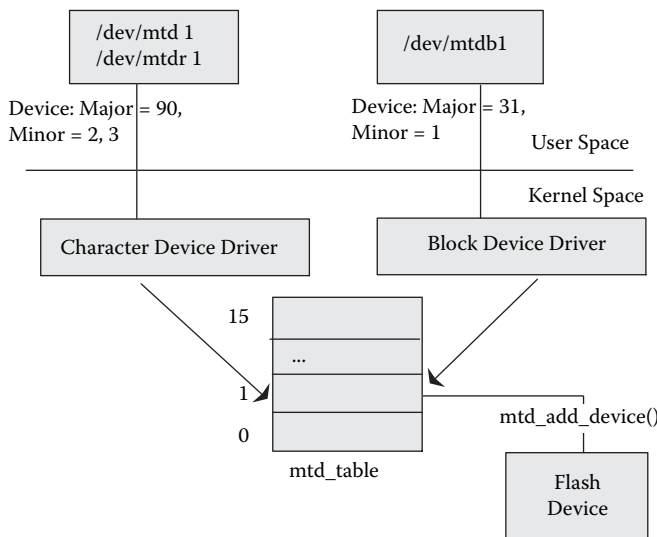 /dev/mtd 1
/dev/mtdr 1
/dev/mtdb1
Device: Major = 90,
Minor = 2, 3
Device: Major = 31,
Minor = 1
User Space
Kernel Space
Character Device Driver
Block Device Driver
15
...
1
0
mtd_table
mtd_add_device()
Flash
Device